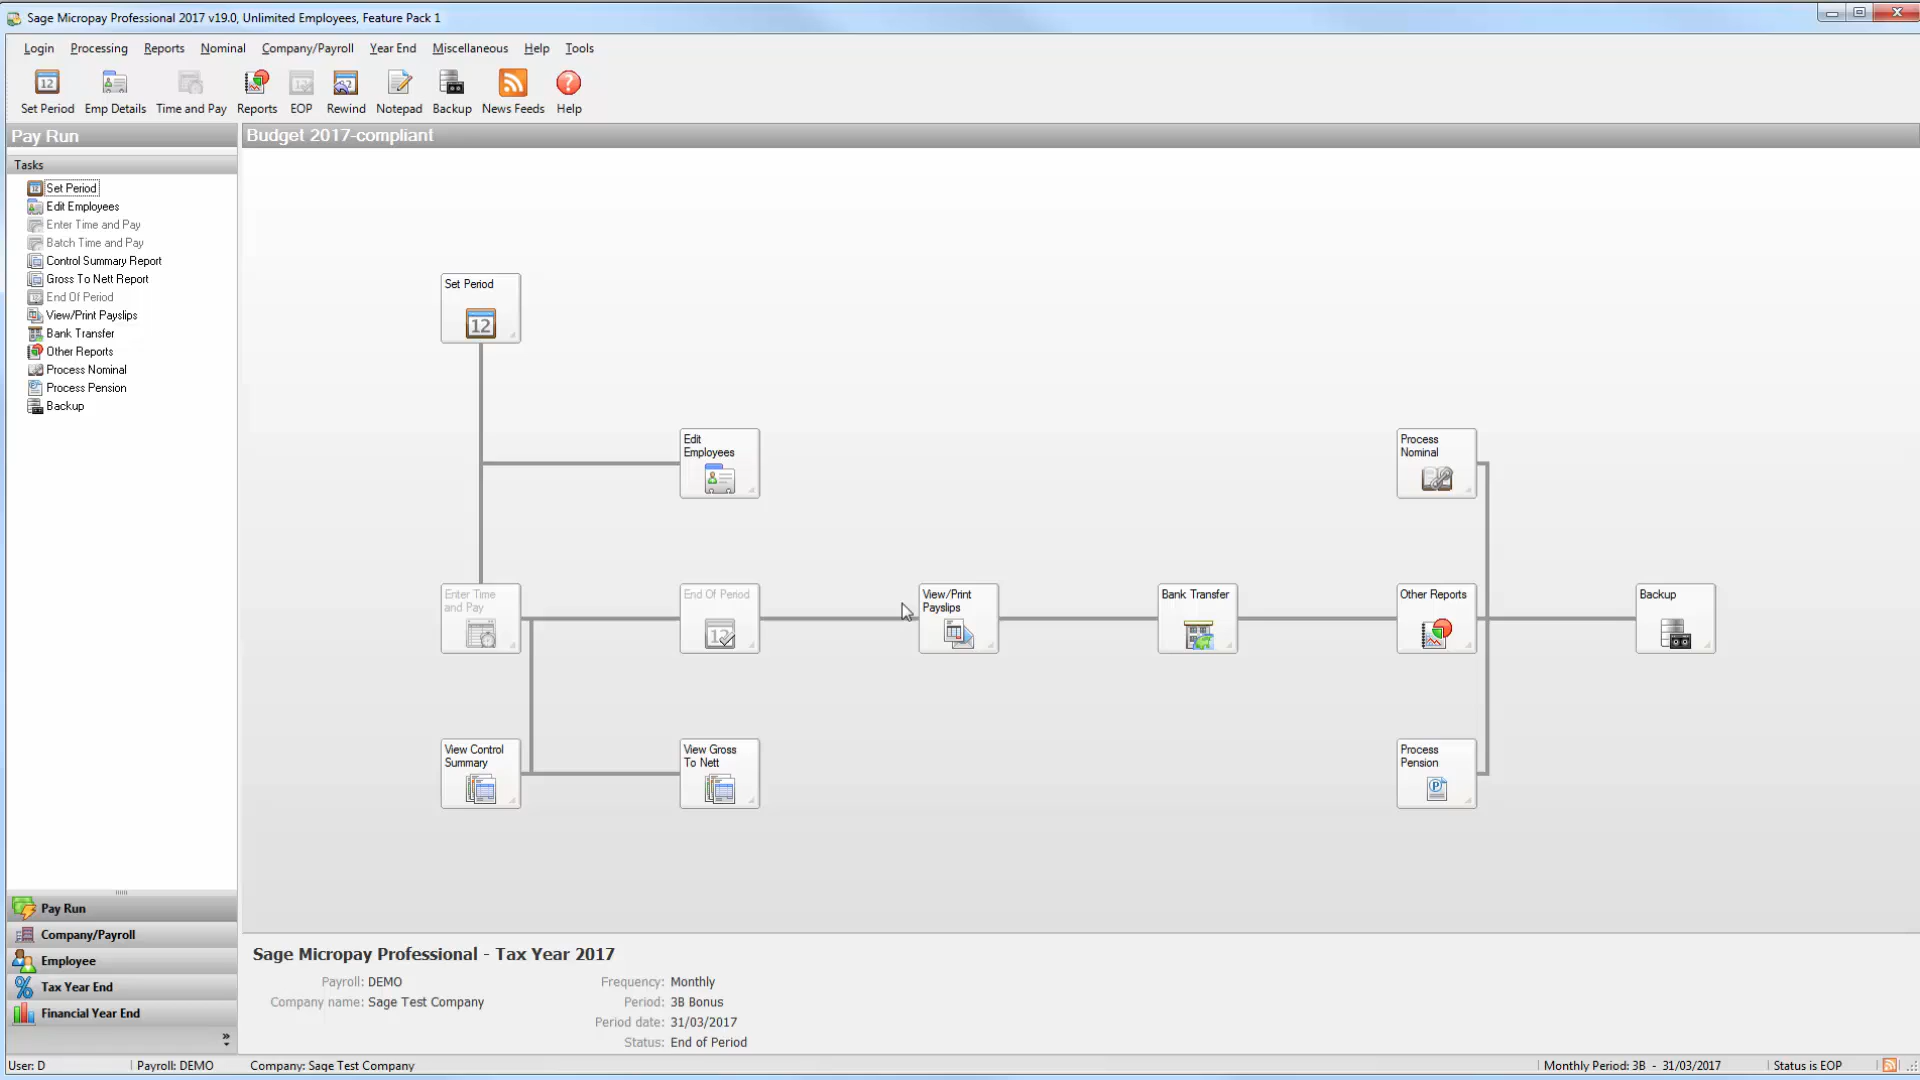 Sage Micropay Professional 2017 v19.0, Unlimited Employees, Feature Pack 1
Login Processing Reports Nominal Company/Payroll Year End Miscellaneous Help Tools
Set Period Emp Details Time and Pay Reports EOP Rewind Notepad Backup News Feeds Help
Pay Run
Budget 2017-compliant
Tasks
Set Period
Edit Employees
Enter Time and Pay
Batch Time and Pay
Control Summary Report
Gross To Nett Report
End Of Period
View/Print Payslips
Bank Transfer
Other Reports
Process Nominal
Process Pension
Backup
Set Period
12
Edit
Employees
Process
Nominal
Enter Time
and Pay
End Of Period
12
View/Print
Payslips
Bank Transfer
Other Reports
Backup
View Control
Summary
View Gross
To Nett
Process
Pension
P
Pay Run
Company/Payroll
Employee
Tax Year End
Financial Year End
Sage Micropay Professional - Tax Year 2017
Payroll: DEMO
Company name: Sage Test Company
Frequency: Monthly
Period: 3B Bonus
Period date: 31/03/2017
Status: End of Period
User: D Payroll: DEMO Company: Sage Test Company Monthly Period: 3B - 31/03/2017 Status is EOP